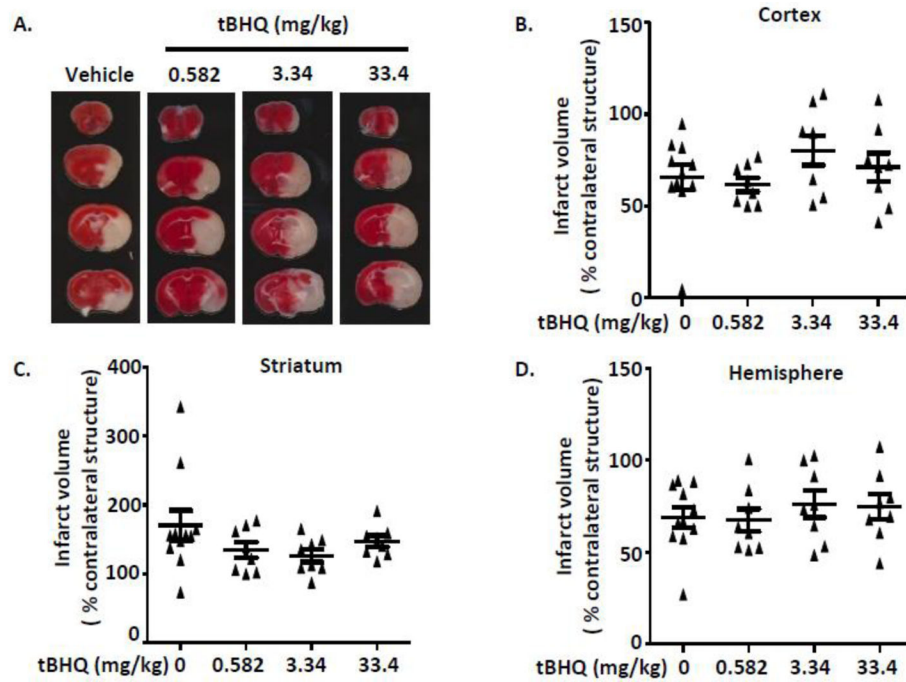 A.
tBHQ (mg/kg)
Vehicle 0.582 3.34 33.4
B.
Cortex
Infarct volume
( % contralateral structure)
150
100
50
0
tBHQ (mg/kg) 0 0.582 3.34 33.4
C.
Striatum
Infarct volume
( % contralateral structure)
400
300
200
100
0
tBHQ (mg/kg) 0 0.582 3.34 33.4
D.
Hemisphere
Infarct volume
( % contralateral structure)
150
100
50
0
tBHQ (mg/kg) 0 0.582 3.34 33.4